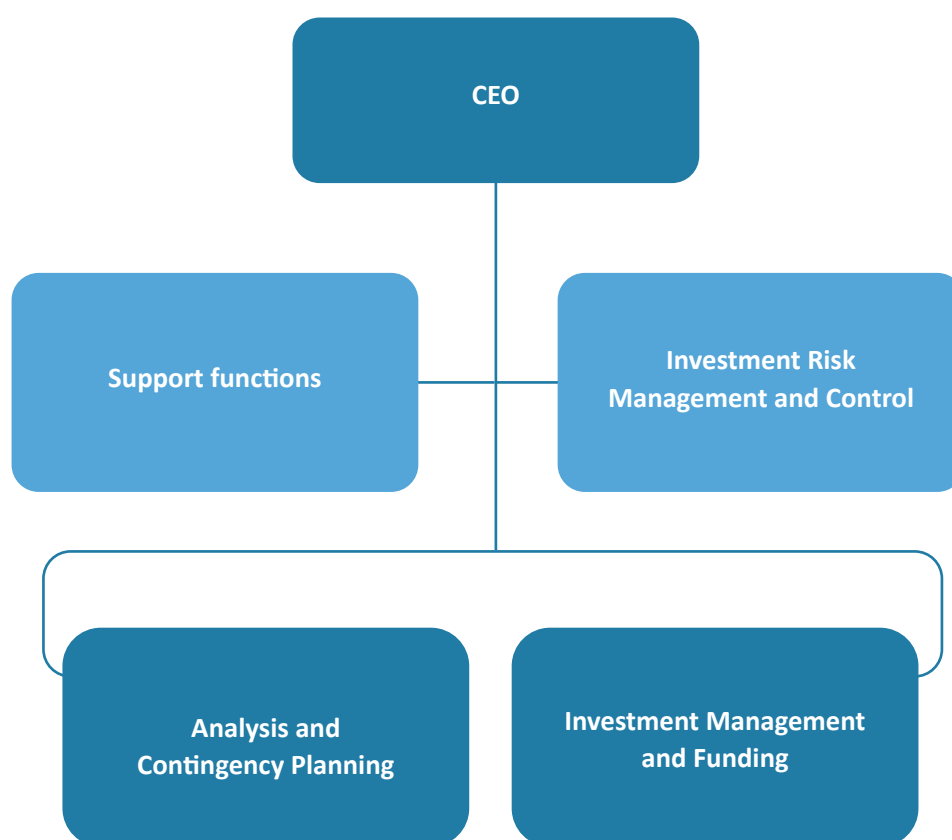 CEO
Support functions
Investment Risk
Management and Control
Analysis and
Contingency Planning
Investment Management
and Funding